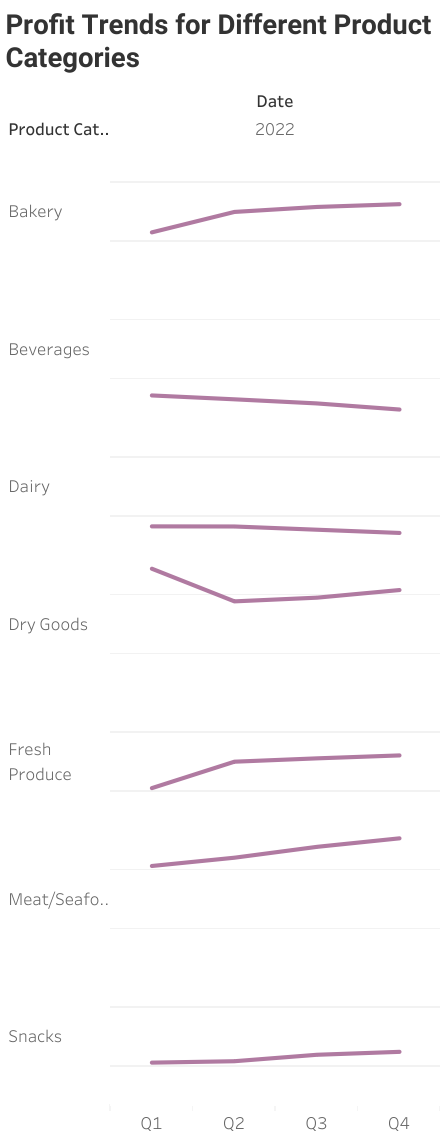 Profit Trends for Different Product
Categories
Date
Product Cat..
2022
Bakery
Beverages
Dairy
Dry Goods
Fresh
Produce
Meat/Seafo..
Snacks
Q1 Q2 Q3 Q4